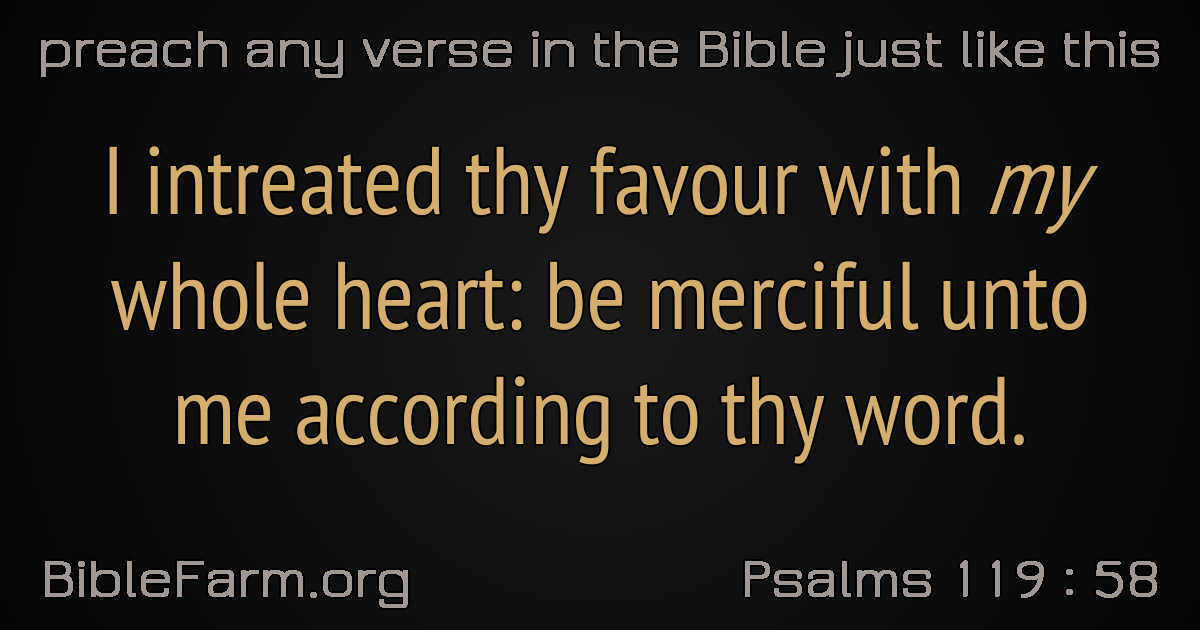 preach any verse in the Bible just like this
I intreated thy favour with my
whole heart: be merciful unto
me according to thy word.
BibleFarm.org
Psalms 119 : 58